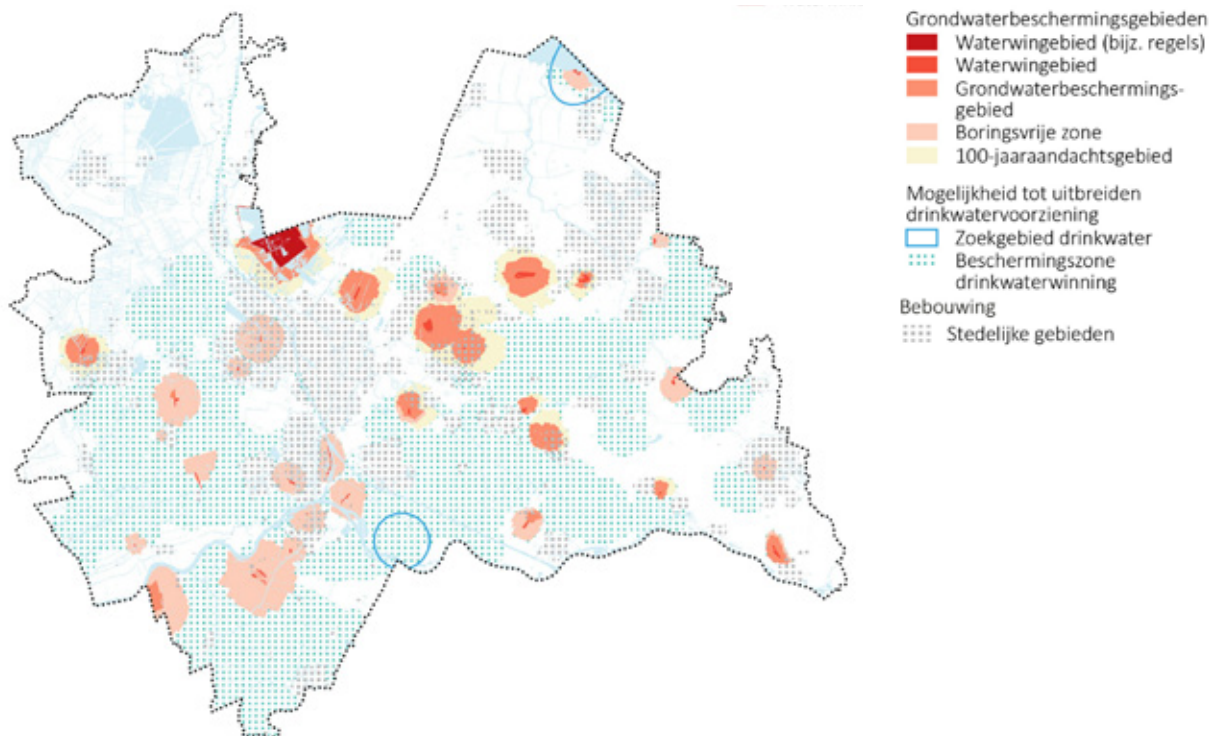 Grondwaterbeschermingsgebieden
Waterwingebied (bijz. regels)
Waterwingebied
Grondwaterbeschermings-
gebied
Boringsvrije zone
100-jaaraandachtsgebied
Mogelijkheid tot uitbreiden
drinkwatervoorziening
Zoekgebied drinkwater
Beschermingszone
drinkwaterwinning
Bebouwing
Stedelijke gebieden